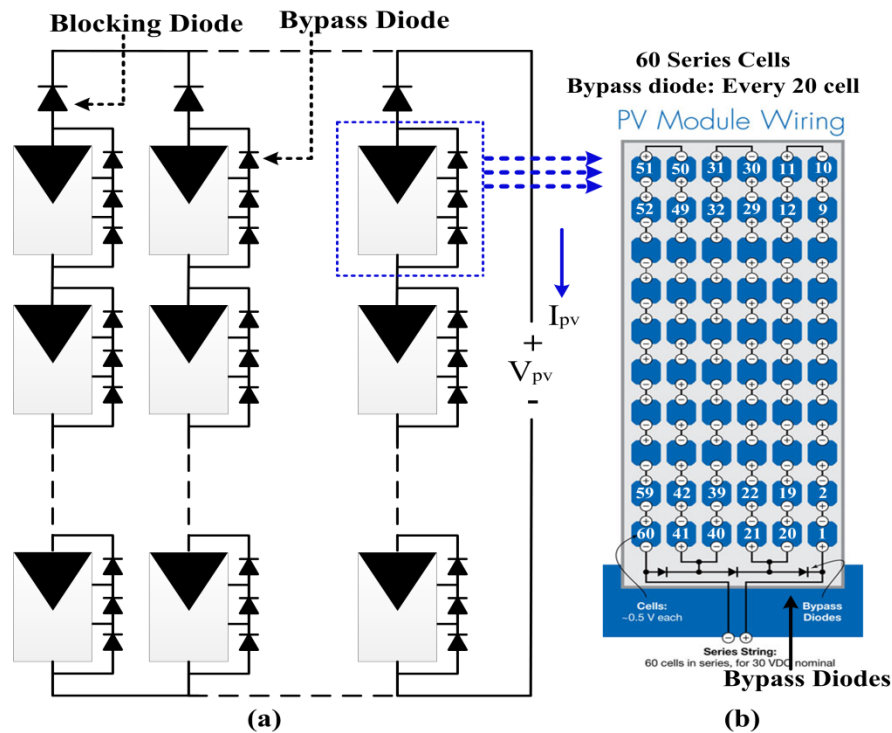 Blocking Diode
Bypass Diode
I_pv
+
V_pv
-
(a)
60 Series Cells
Bypass diode: Every 20 cell
PV Module Wiring
51 50 31 30 11 10
52 49 32 29 12 9
59 42 39 22 19 2
60 41 40 21 20 1
Cells:
~0.5 V each
Bypass
Diodes
− +
Series String:
60 cells in series, for 30 VDC nominal
Bypass Diodes
(b)